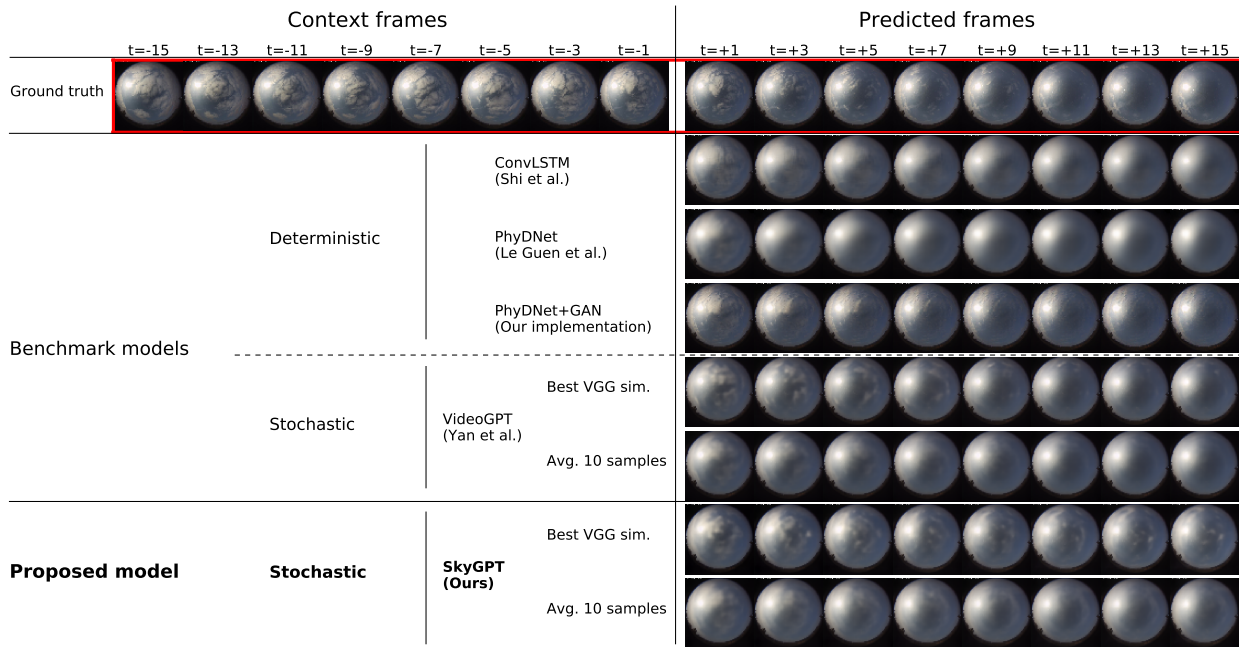 Context frames
Predicted frames
t=-15 t=-13 t=-11 t=-9 t=-7 t=-5 t=-3 t=-1 t=+1 t=+3 t=+5 t=+7 t=+9 t=+11 t=+13 t=+15
Ground truth
Benchmark models
Deterministic
ConvLSTM
(Shi et al.)
PhyDNet
(Le Guen et al.)
PhyDNet+GAN
(Our implementation)
Stochastic
VideoGPT
(Yan et al.)
Best VGG sim.
Avg. 10 samples
Proposed model
Stochastic
SkyGPT
(Ours)
Best VGG sim.
Avg. 10 samples